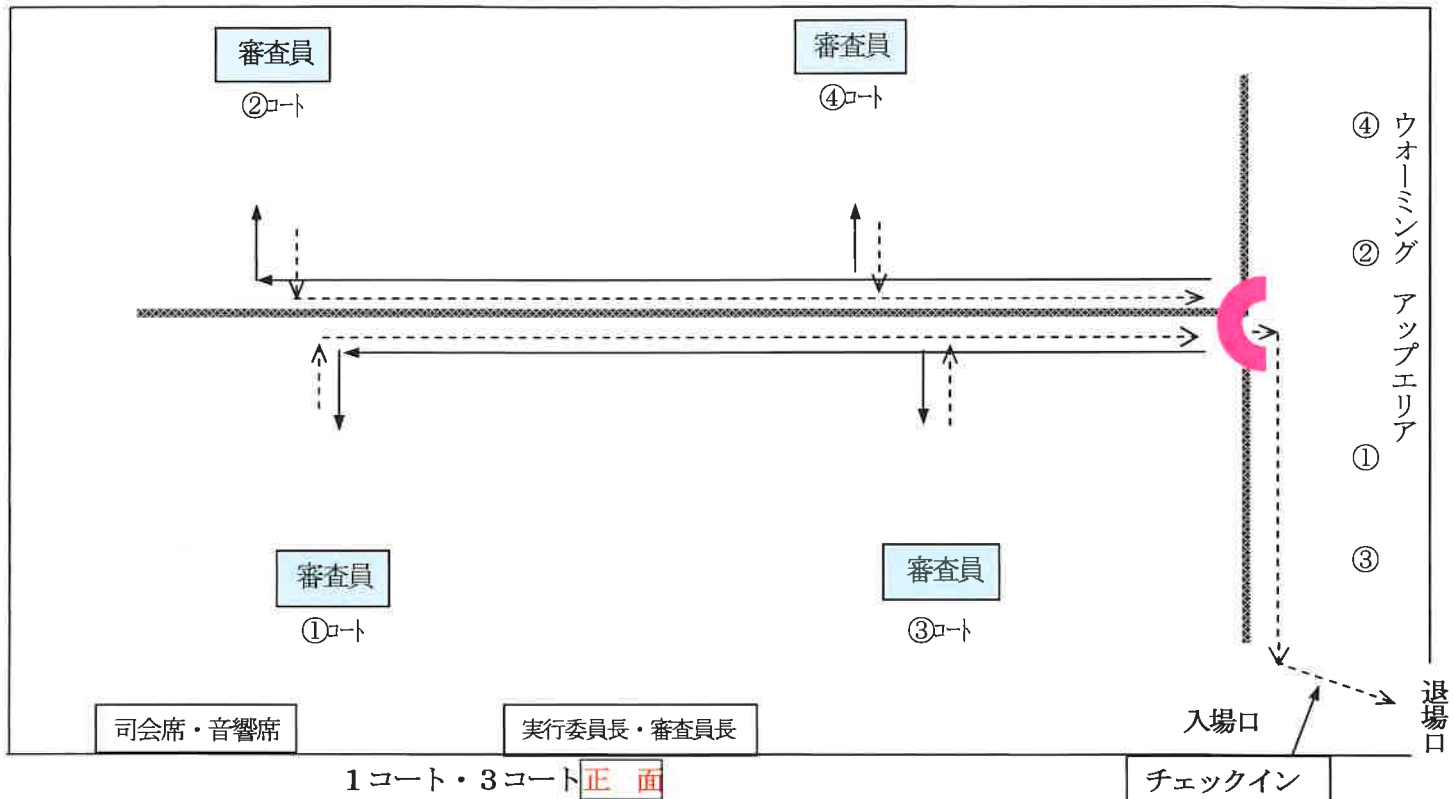 審査員
②コート
審査員
④コート
ウォーミング アップエリア
④
②
①
③
審査員
①コート
審査員
③コート
司会席・音響席
実行委員長・審査員長
入場口
退場口
1コート・3コート 正 面
チェックイン